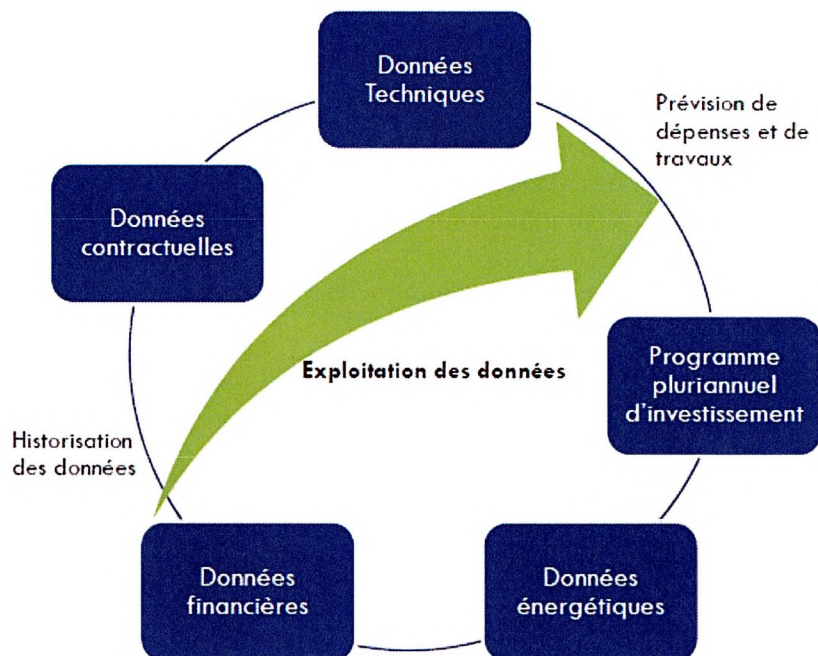 Données
Techniques
Prévision de
dépenses et de
travaux
Données
contractuelles
Programme
pluriannuel
d'investissement
Exploitation des données
Historisation
des données
Données
financières
Données
énergétiques